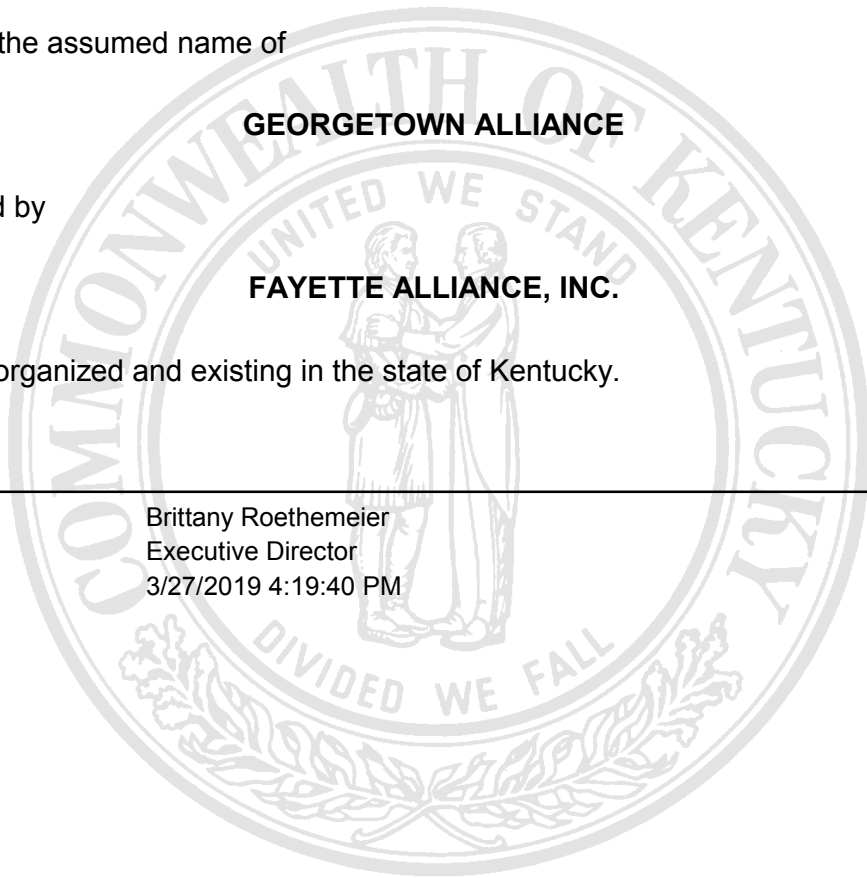 the assumed name of
GEORGETOWN ALLIANCE
d by
FAYETTE ALLIANCE, INC.
organized and existing in the state of Kentucky.
Brittany Roethemeier
Executive Director
3/27/2019 4:19:40 PM
COMMONWEALTH OF KENTUCKY
UNITED WE STAND
DIVIDED WE FALL